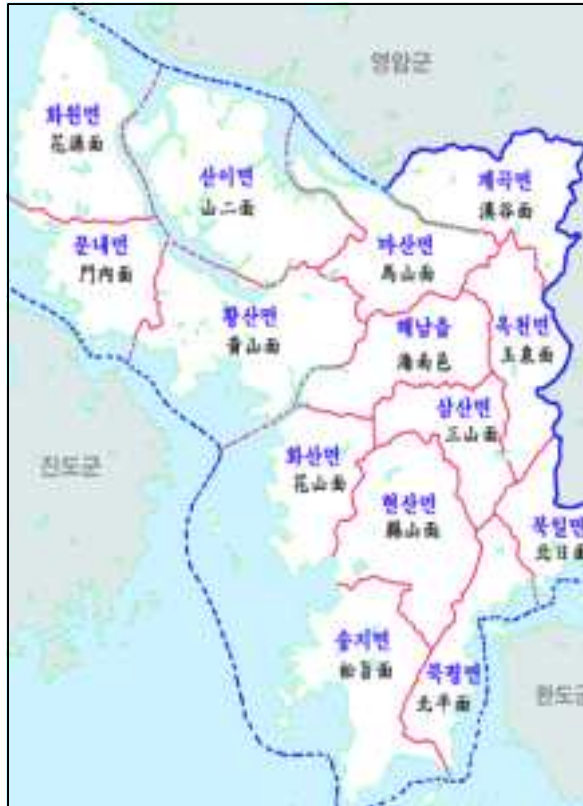 영암군
화원면
花源面
산이면
山二面
계곡면
溪谷面
문내면
門內面
마산면
馬山面
황산면
黃山面
해남읍
海南邑
옥천면
玉泉面
삼산면
三山面
진도군
화산면
花山面
현산면
縣山面
북일면
北日面
송지면
松旨面
북평면
北平面
완도군